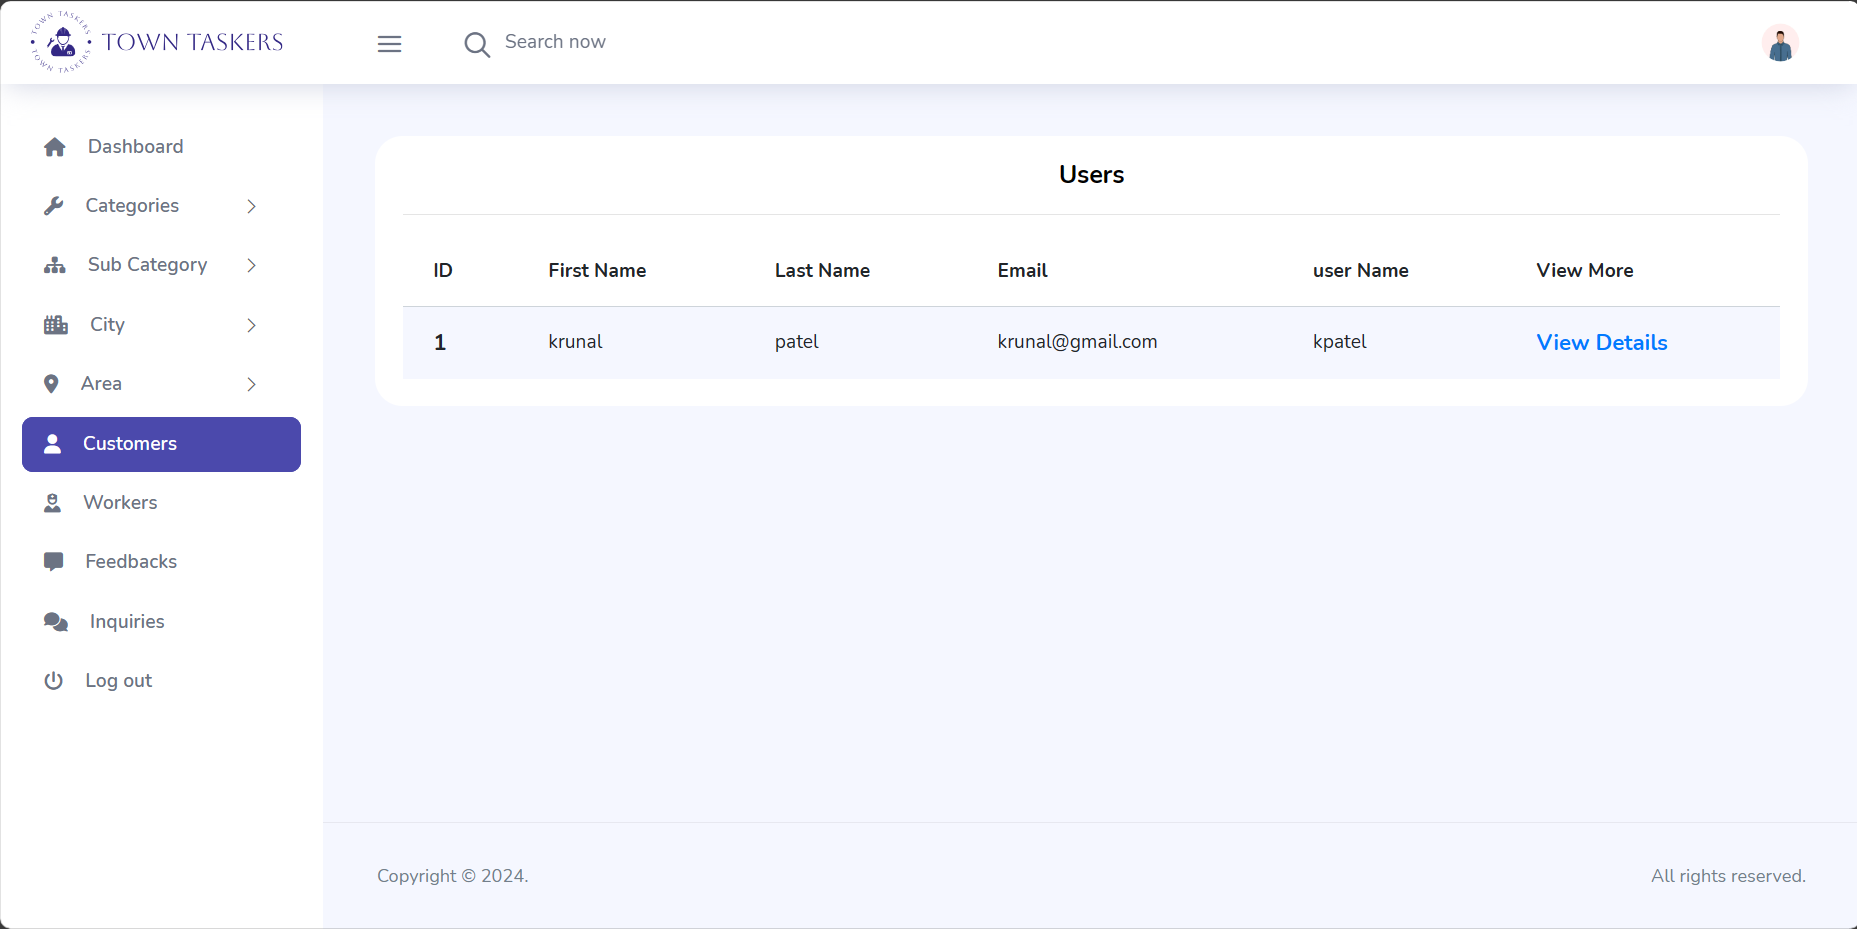 TOWN TASKERS
TOWN TASKERS
TOWN TASKERS
Search now
Dashboard
Categories
Sub Category
City
Area
Customers
Workers
Feedbacks
Inquiries
Log out
Users
ID First Name Last Name Email user Name View More
1 krunal patel krunal@gmail.com kpatel View Details
Copyright © 2024.
All rights reserved.